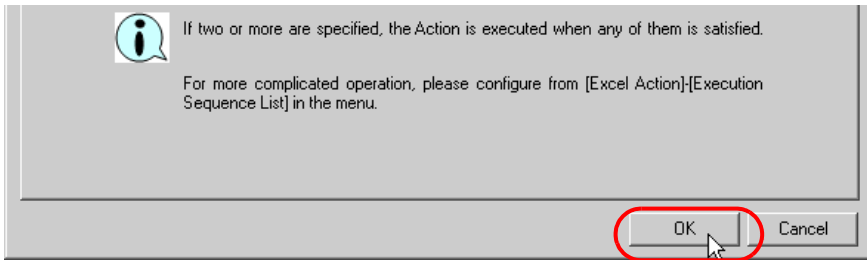 If two or more are specified, the Action is executed when any of them is satisfied.
For more complicated operation, please configure from [Excel Action]-[Execution
Sequence List] in the menu.
OK
Cancel